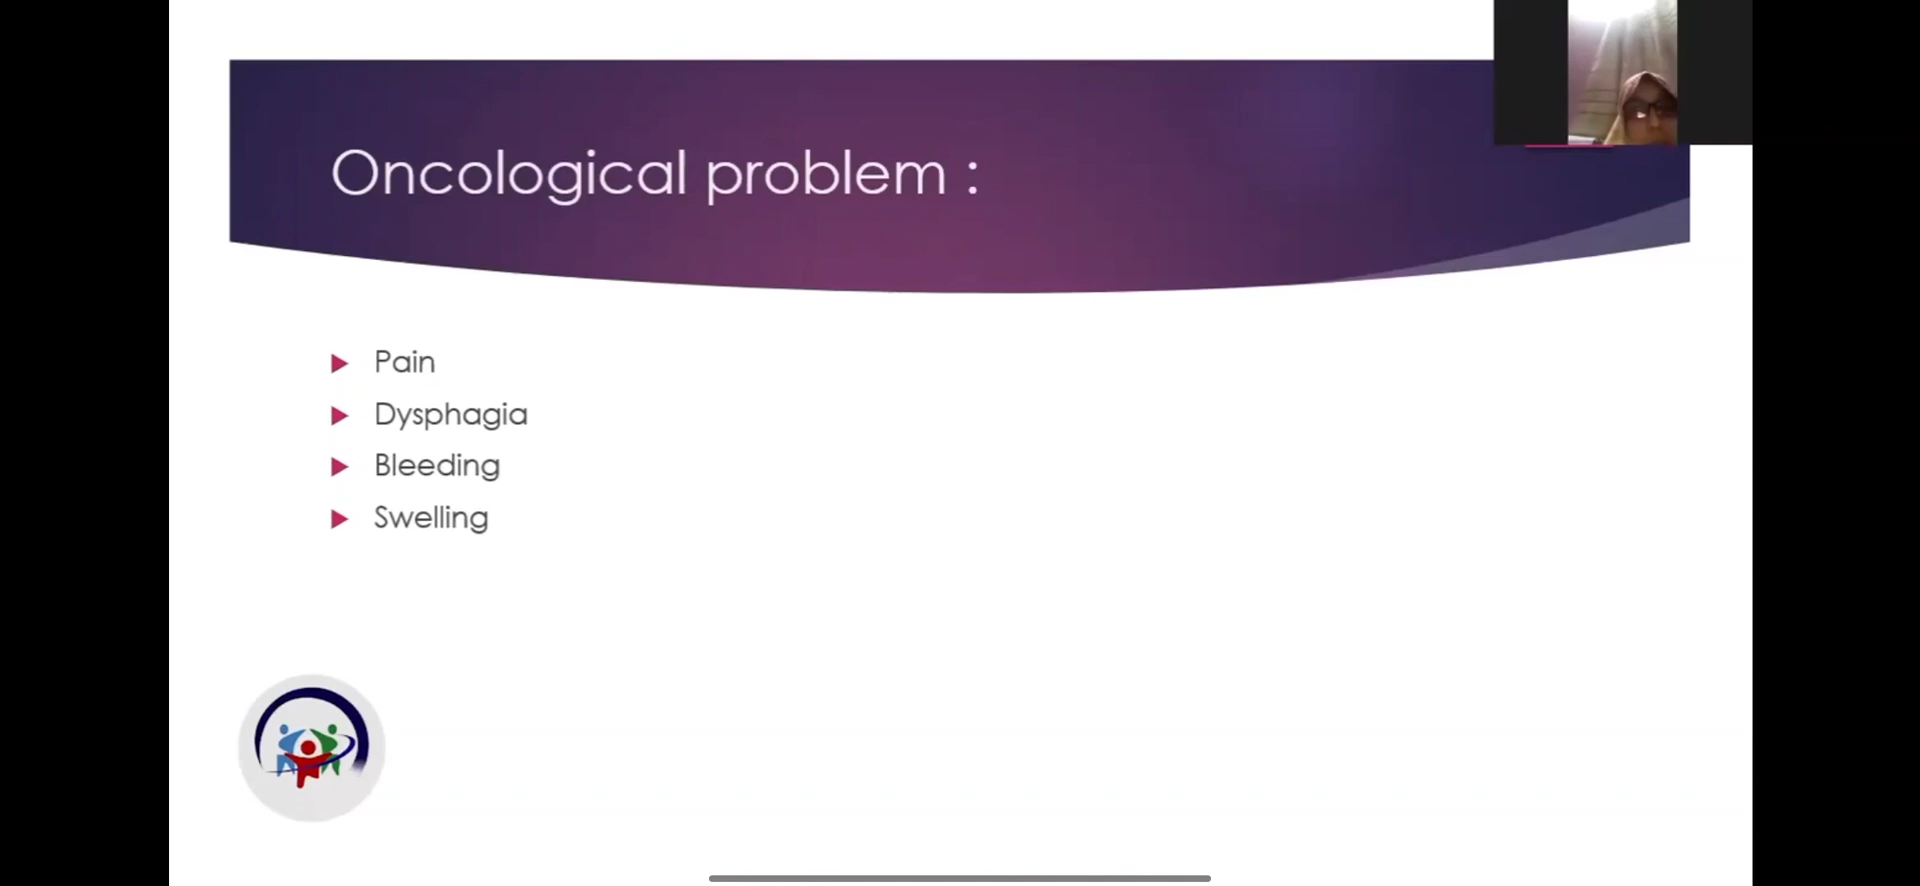 Oncological problem :
Pain
Dysphagia
Bleeding
Swelling